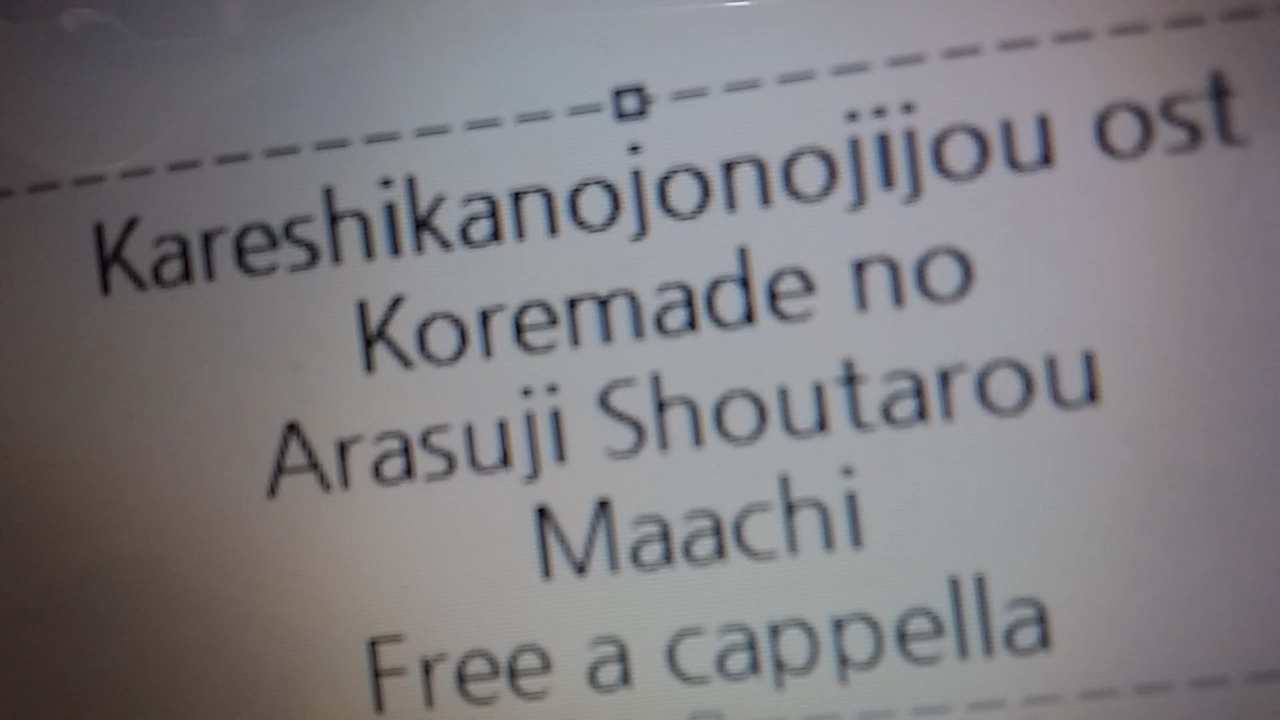 Kareshikanojonojijou ost
Koremade no
Arasuji Shoutarou
Maachi
Free a cappella